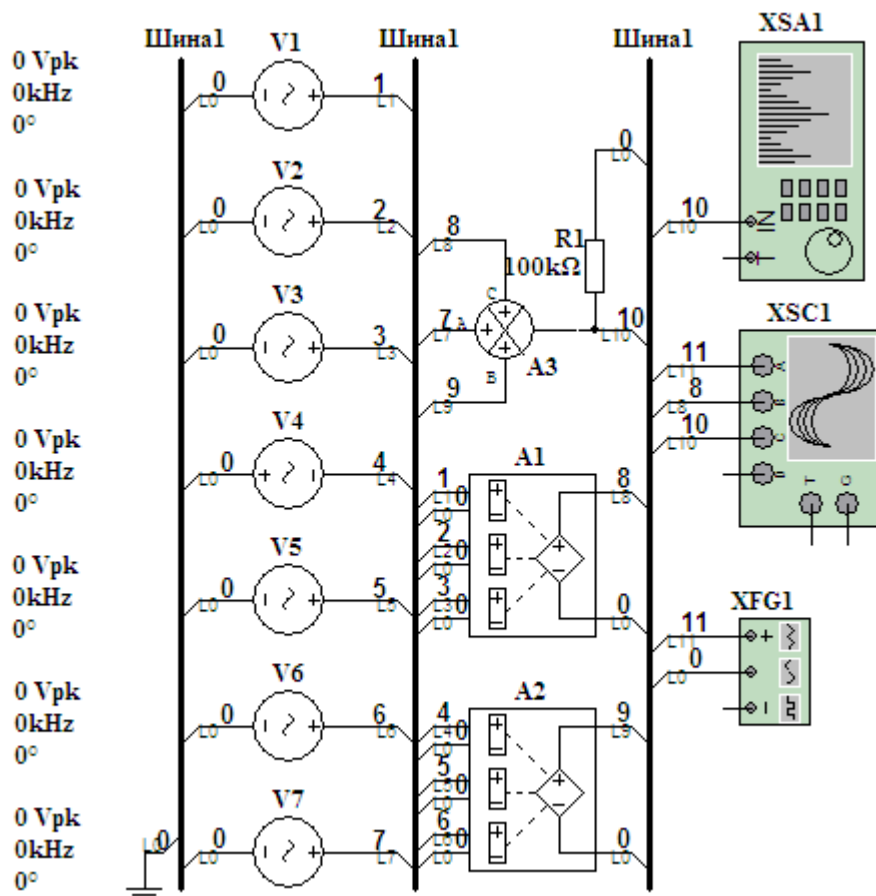 Шина1
V1
Шина1
Шина1
XSA1
0 Vpk
0kHz
0°
0
L0
1
L1
0
L0
V2
0 Vpk
0kHz
0°
0
L0
2
L2
8
L8
R1
100kΩ
10
L10
IN
T
V3
0 Vpk
0kHz
0°
0
L0
3
L3
7
L7
A
C
B
A3
10
L10
9
L9
XSC1
11
L11
8
L8
10
L10
A
B
C
D
T
G
V4
0 Vpk
0kHz
0°
0
L0
4
L4
A1
1
L1
0
L0
2
L2
0
L0
3
L3
0
L0
8
L8
0
L0
V5
0 Vpk
0kHz
0°
0
L0
5
L5
XFG1
11
L11
0
L0
V6
0 Vpk
0kHz
0°
0
L0
6
L6
A2
4
L4
0
L0
5
L5
0
L0
6
L6
0
L0
9
L9
0
L0
V7
0 Vpk
0kHz
0°
0
L0
0
L0
7
L7